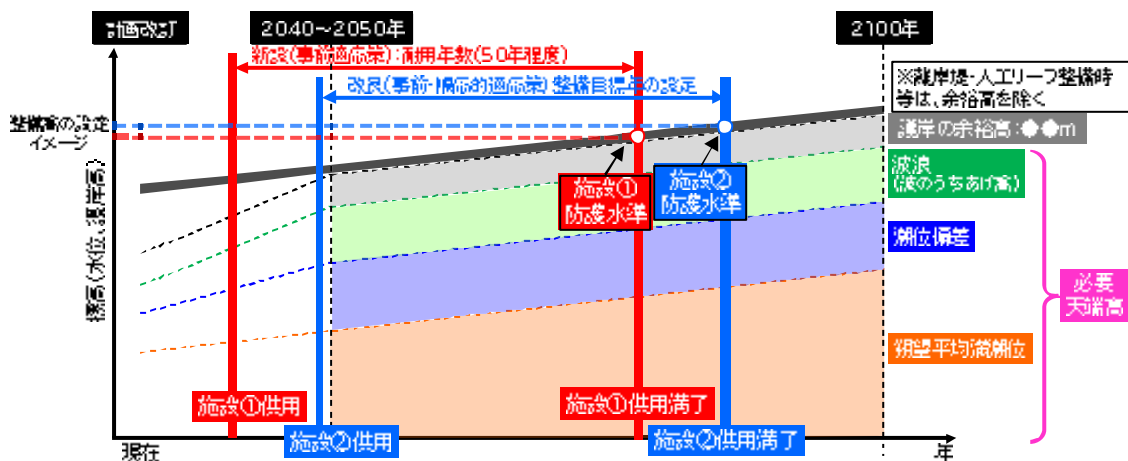 計画改訂
2040～2050年
2100年
新設(事前適応策):耐用年数(50年程度)
改良(事前・順応的適応策) 整備目標年の設定
※離岸堤・人工リーフ整備時
等は、余裕高を除く
整備高の設定
イメージ
護岸の余裕高:●●m
施設①
防護水準
施設②
防護水準
波浪
(波のうちあげ高)
潮位偏差
必要
天端高
朔望平均満潮位
標高(水位、護岸高)
施設①供用
施設①供用満了
施設②供用
施設②供用満了
現在
年